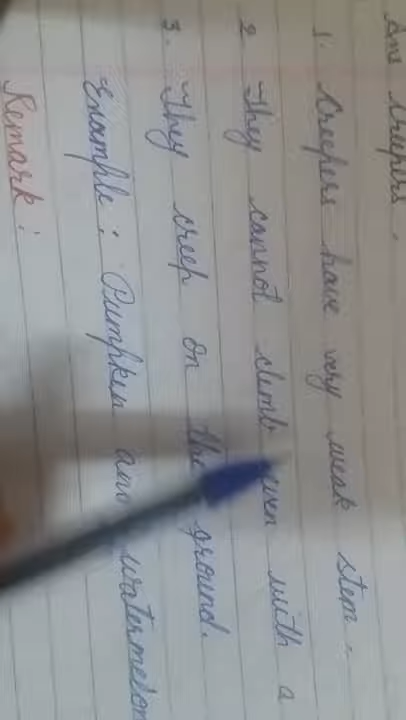 Ans Creepers.
1. Creepers have very weak stem.
2. They cannot climb even with a
3. They creep on the ground.
Example: Pumpkin and watermelon
Remark: